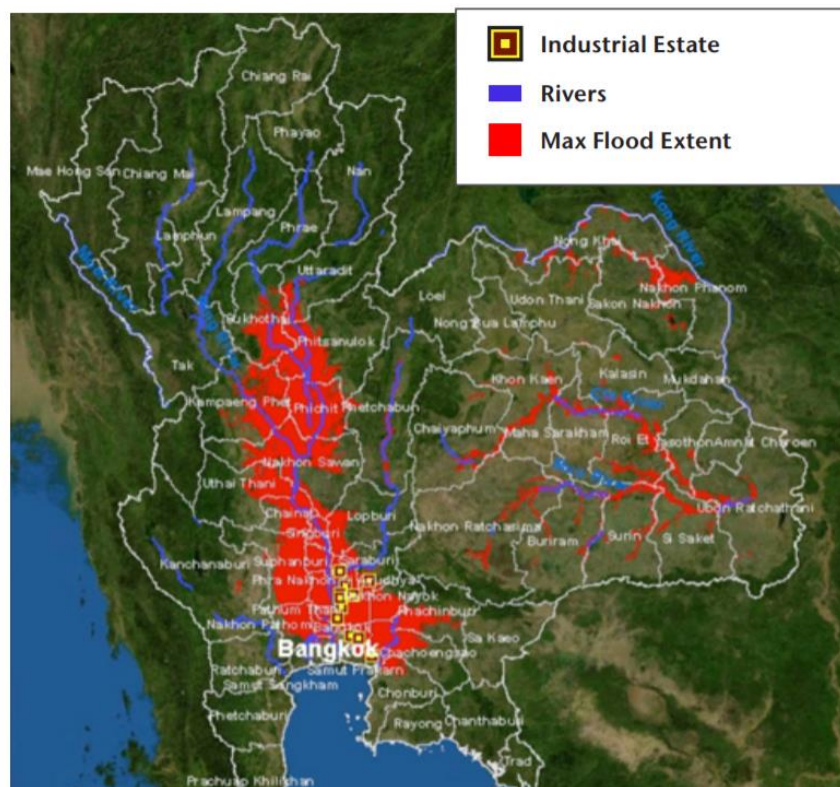 Industrial Estate
Rivers
Max Flood Extent
Chiang Rai
Phayao
Mae Hong Son
Chiang Mai
Nan
Lampang
Phrae
Lamphun
Kong River
Nong Khai
Uttaradit
Nakhon Phanom
Loei
Udon Thani
Sakon Nakhon
Sukhothai
Nong Bua Lamphu
Phitsanulok
Tak
Khon Kaen
Kalasin
Mukdahan
Kampaeng Phet
Phichit
Phetchabun
Chaiyaphum
Maha Sarakham
Roi Et
Yasothon
Amnat Charoen
Nakhon Sawan
Uthai Thani
Chainat
Lopburi
Nakhon Ratchasima
Ubon Ratchathani
Singburi
Buriram
Surin
Si Saket
Kanchanaburi
Suphanburi
Saraburi
Phra Nakhon
Ayudhya
Nakhon Nayok
Pathum Thani
Phachinburi
Nakhon Pathom
Bangkok
Sa Kaeo
Bangkok
Chachoengsao
Ratchaburi
Samut Prakarn
Samut Sangkham
Chonburi
Phetchaburi
Rayong
Chanthaburi
Trad
Prachuap Khilikhan